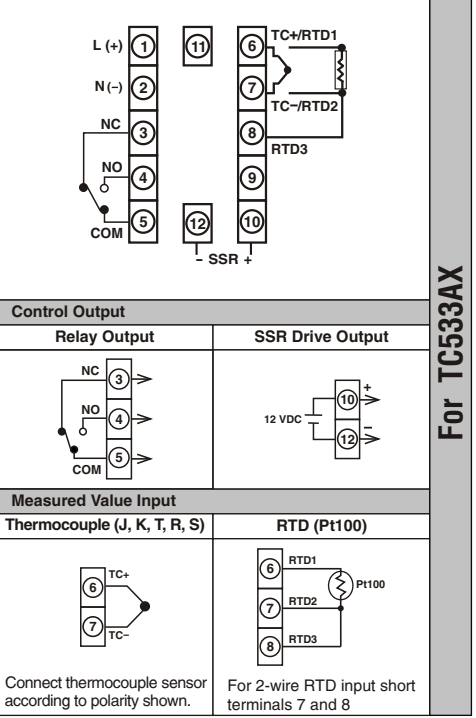 L (+) 1 11 6 TC+/RTD1
N (−) 2 7 TC−/RTD2
NC 3 8 RTD3
NO 4 9
COM 5 12 10
− SSR +
For TC533AX
Control Output
Relay Output SSR Drive Output
NC 3
NO 4
COM 5
10 +
12 VDC
12 −
Measured Value Input
Thermocouple (J, K, T, R, S) RTD (Pt100)
6 TC+
7 TC−
6 RTD1
Pt100
7 RTD2
8 RTD3
Connect thermocouple sensor
according to polarity shown.
For 2-wire RTD input short
terminals 7 and 8